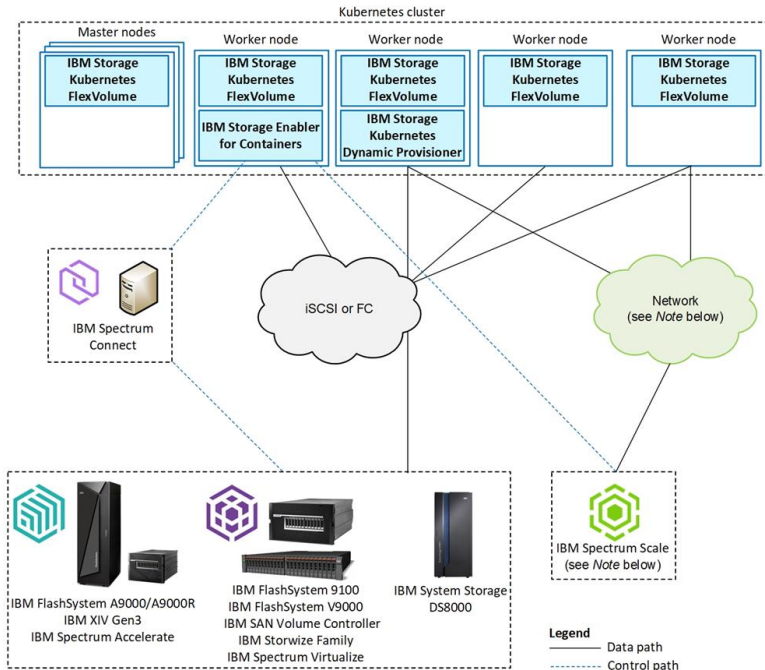 Kubernetes cluster
Master nodes
IBM Storage
Kubernetes
FlexVolume
Worker node
IBM Storage
Kubernetes
FlexVolume
IBM Storage Enabler
for Containers
Worker node
IBM Storage
Kubernetes
FlexVolume
IBM Storage
Kubernetes
Dynamic Provisioner
Worker node
IBM Storage
Kubernetes
FlexVolume
Worker node
IBM Storage
Kubernetes
FlexVolume
IBM Spectrum
Connect
iSCSI or FC
Network
(see Note below)
IBM FlashSystem A9000/A9000R
IBM XIV Gen3
IBM Spectrum Accelerate
IBM FlashSystem 9100
IBM FlashSystem V9000
IBM SAN Volume Controller
IBM Storwize Family
IBM Spectrum Virtualize
IBM System Storage
DS8000
IBM Spectrum Scale
(see Note below)
Legend
Data path
Control path